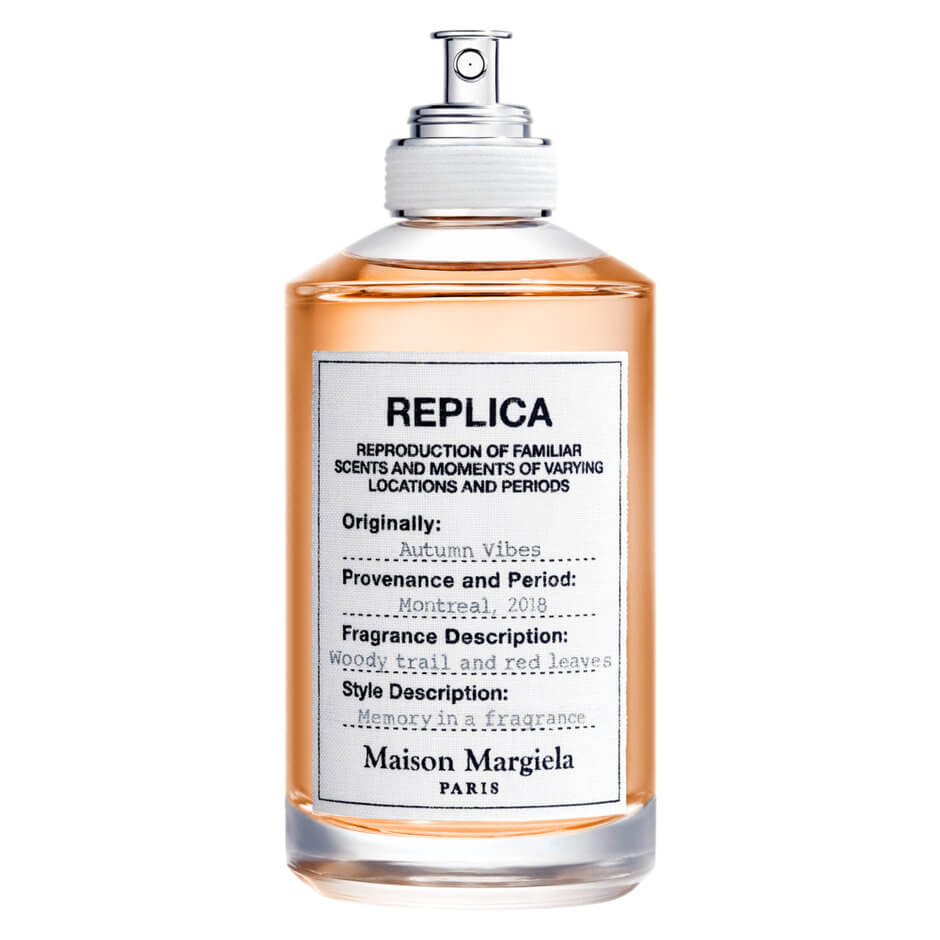 REPLICA
REPRODUCTION OF FAMILIAR
SCENTS AND MOMENTS OF VARYING
LOCATIONS AND PERIODS
Originally:
Autumn Vibes
Provenance and Period:
Montreal, 2018
Fragrance Description:
Woody trail and red leaves
Style Description:
Memory in a fragrance
Maison Margiela
PARIS